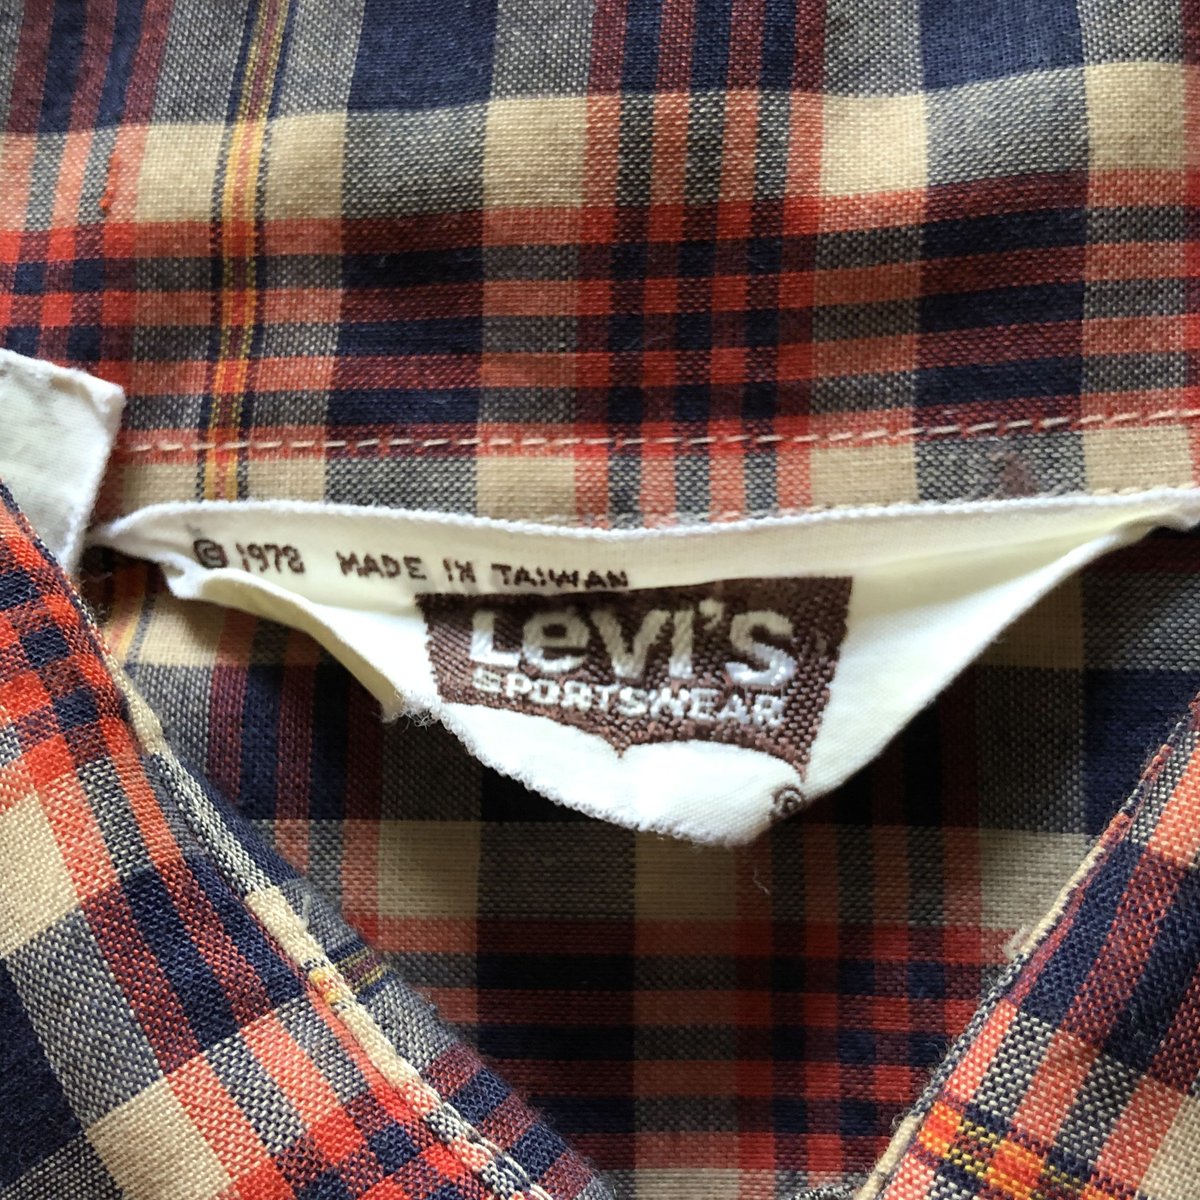 © 1978 MADE IN TAIWAN
Levi's
SPORTSWEAR
®